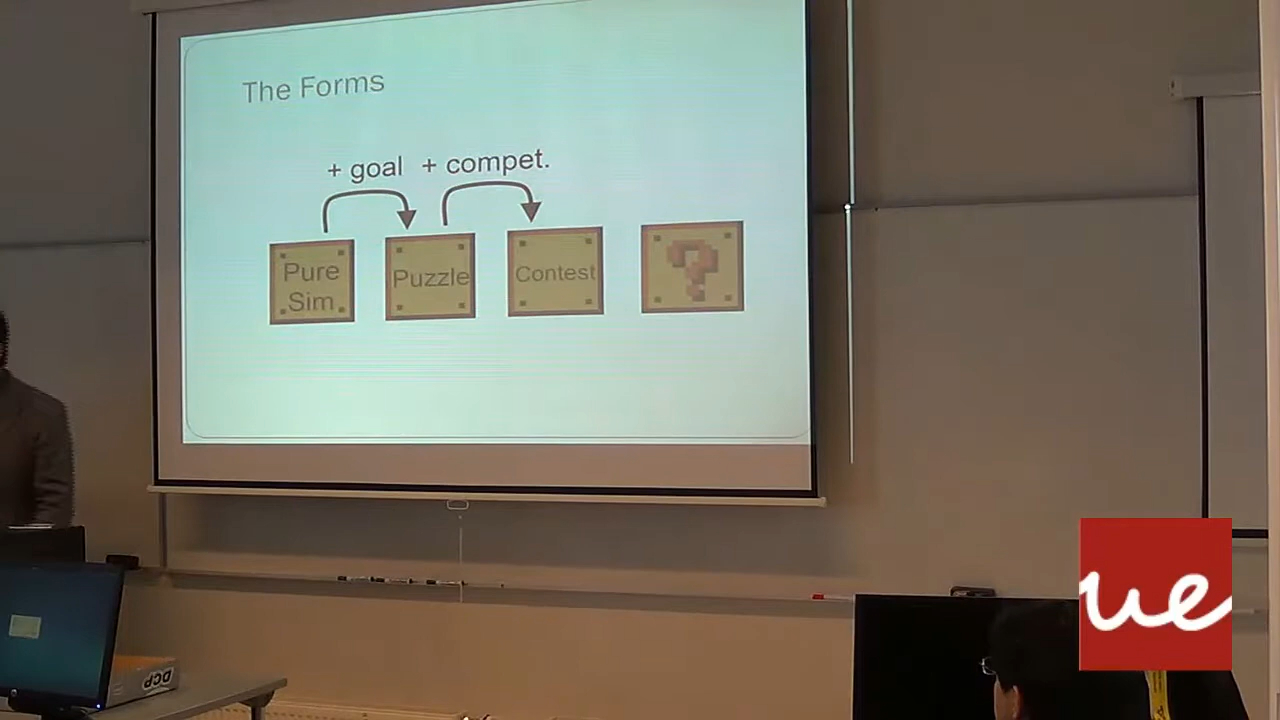 The Forms
+ goal + compet.
Pure
Sim
Puzzle
Contest
?
DCP
ue